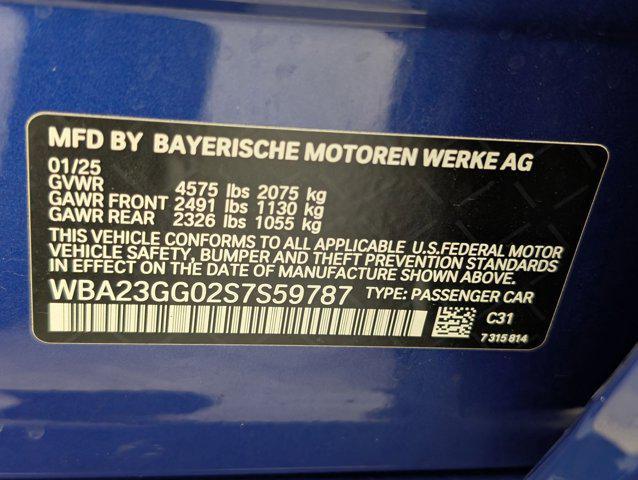 MFD BY BAYERISCHE MOTOREN WERKE AG
01/25
GVWR 4575 lbs 2075 kg
GAWR FRONT 2491 lbs 1130 kg
GAWR REAR 2326 lbs 1055 kg
THIS VEHICLE CONFORMS TO ALL APPLICABLE U.S.FEDERAL MOTOR
VEHICLE SAFETY, BUMPER AND THEFT PREVENTION STANDARDS
IN EFFECT ON THE DATE OF MANUFACTURE SHOWN ABOVE.
WBA23GG02S7S59787 TYPE: PASSENGER CAR
C31
7 315 814